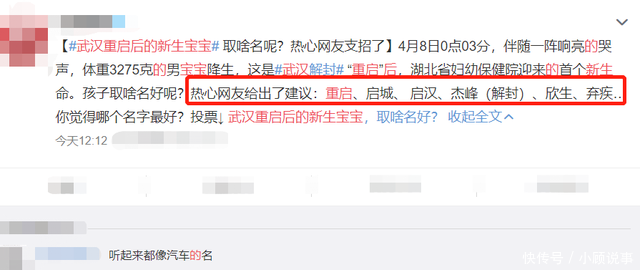 【#武汉重启后的新生宝宝# 取啥名呢？热心网友支招了】4月8日0点03分，伴随一阵响亮的哭
声，体重3275克的男宝宝降生，这是#武汉解封# “重启”后，湖北省妇幼保健院迎来的首个新生
命。孩子取啥名好呢？热心网友给出了建议：重启、启城、 启汉、杰峰（解封）、欣生、弃疾..
你觉得哪个名字最好？投票↓ 武汉重启后的新生宝宝，取啥名好？ 收起全文∧
今天12:12
听起来都像汽车的名
快传号 / 小顾说事